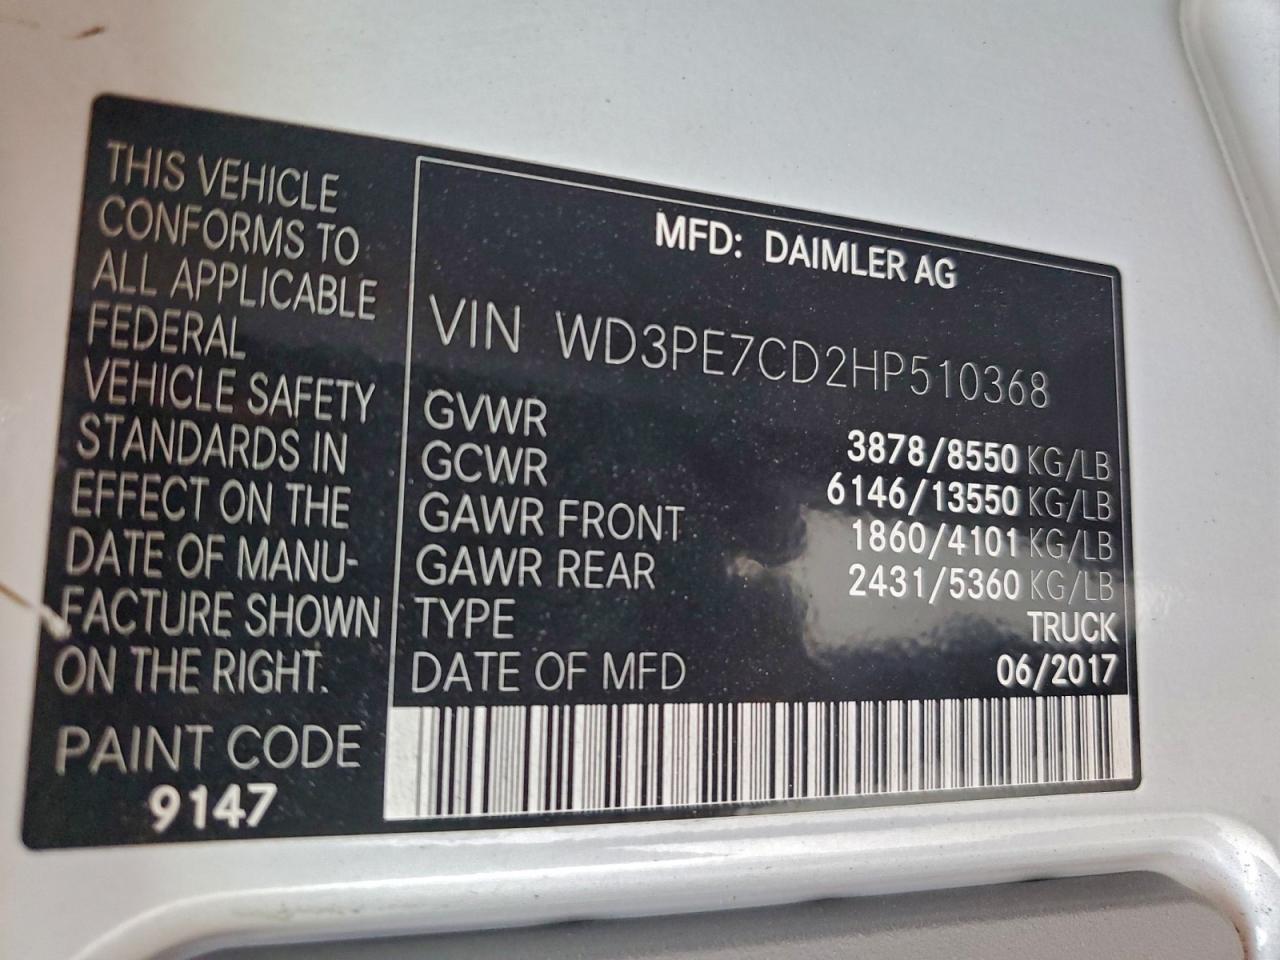 THIS VEHICLE
CONFORMS TO
ALL APPLICABLE
FEDERAL
VEHICLE SAFETY
STANDARDS IN
EFFECT ON THE
DATE OF MANU-
FACTURE SHOWN
ON THE RIGHT.
PAINT CODE
9147
MFD: DAIMLER AG
VIN WD3PE7CD2HP510368
GVWR 3878/8550 KG/LB
GCWR 6146/13550 KG/LB
GAWR FRONT 1860/4101 KG/LB
GAWR REAR 2431/5360 KG/LB
TYPE TRUCK
DATE OF MFD 06/2017